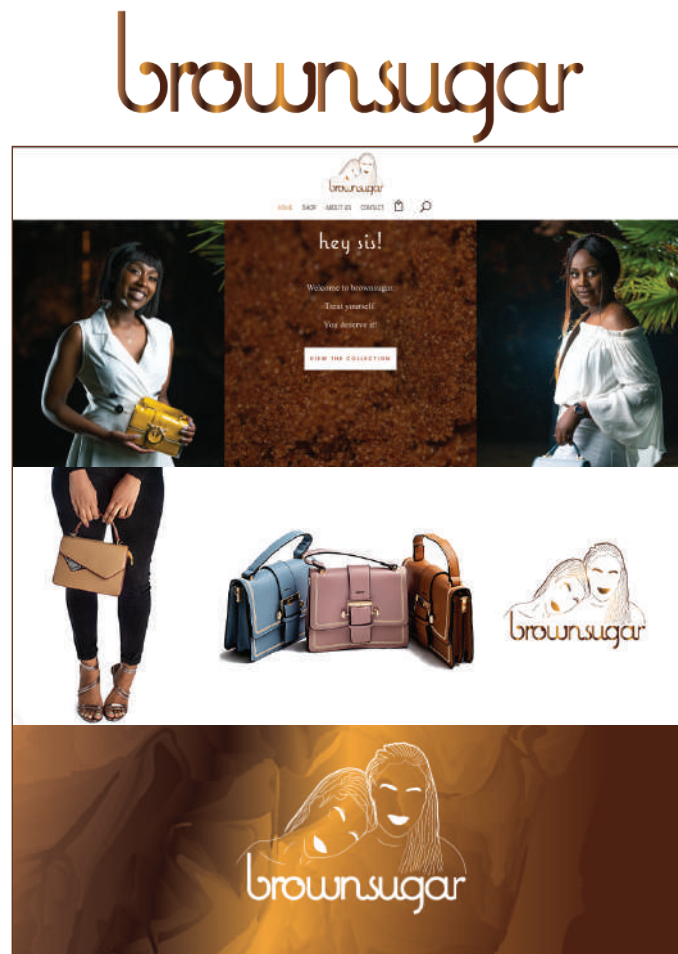 brownsugar
brownsugar
HOME SHOP ABOUT US CONTACT
hey sis!
Welcome to brownsugar.
Treat yourself.
You deserve it!
VIEW THE COLLECTION
brownsugar
brownsugar